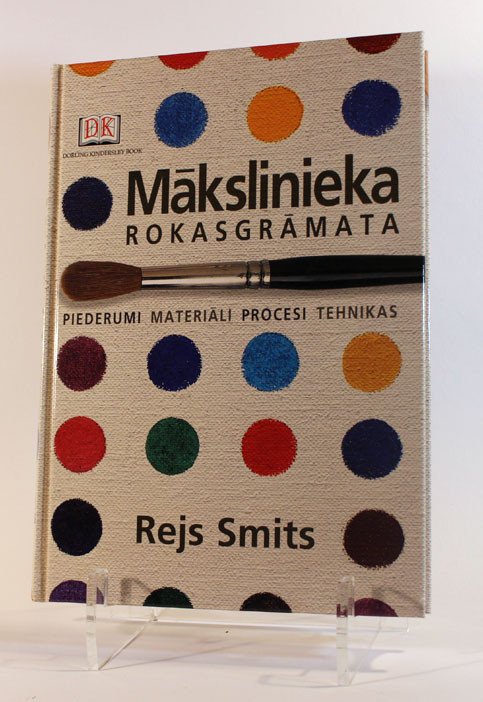 DK
DORLING KINDERSLEY BOOK
Mākslinieka
ROKASGRĀMATA
PIEDERUMI MATERIĀLI PROCESI TEHNIKAS
Rejs Smits